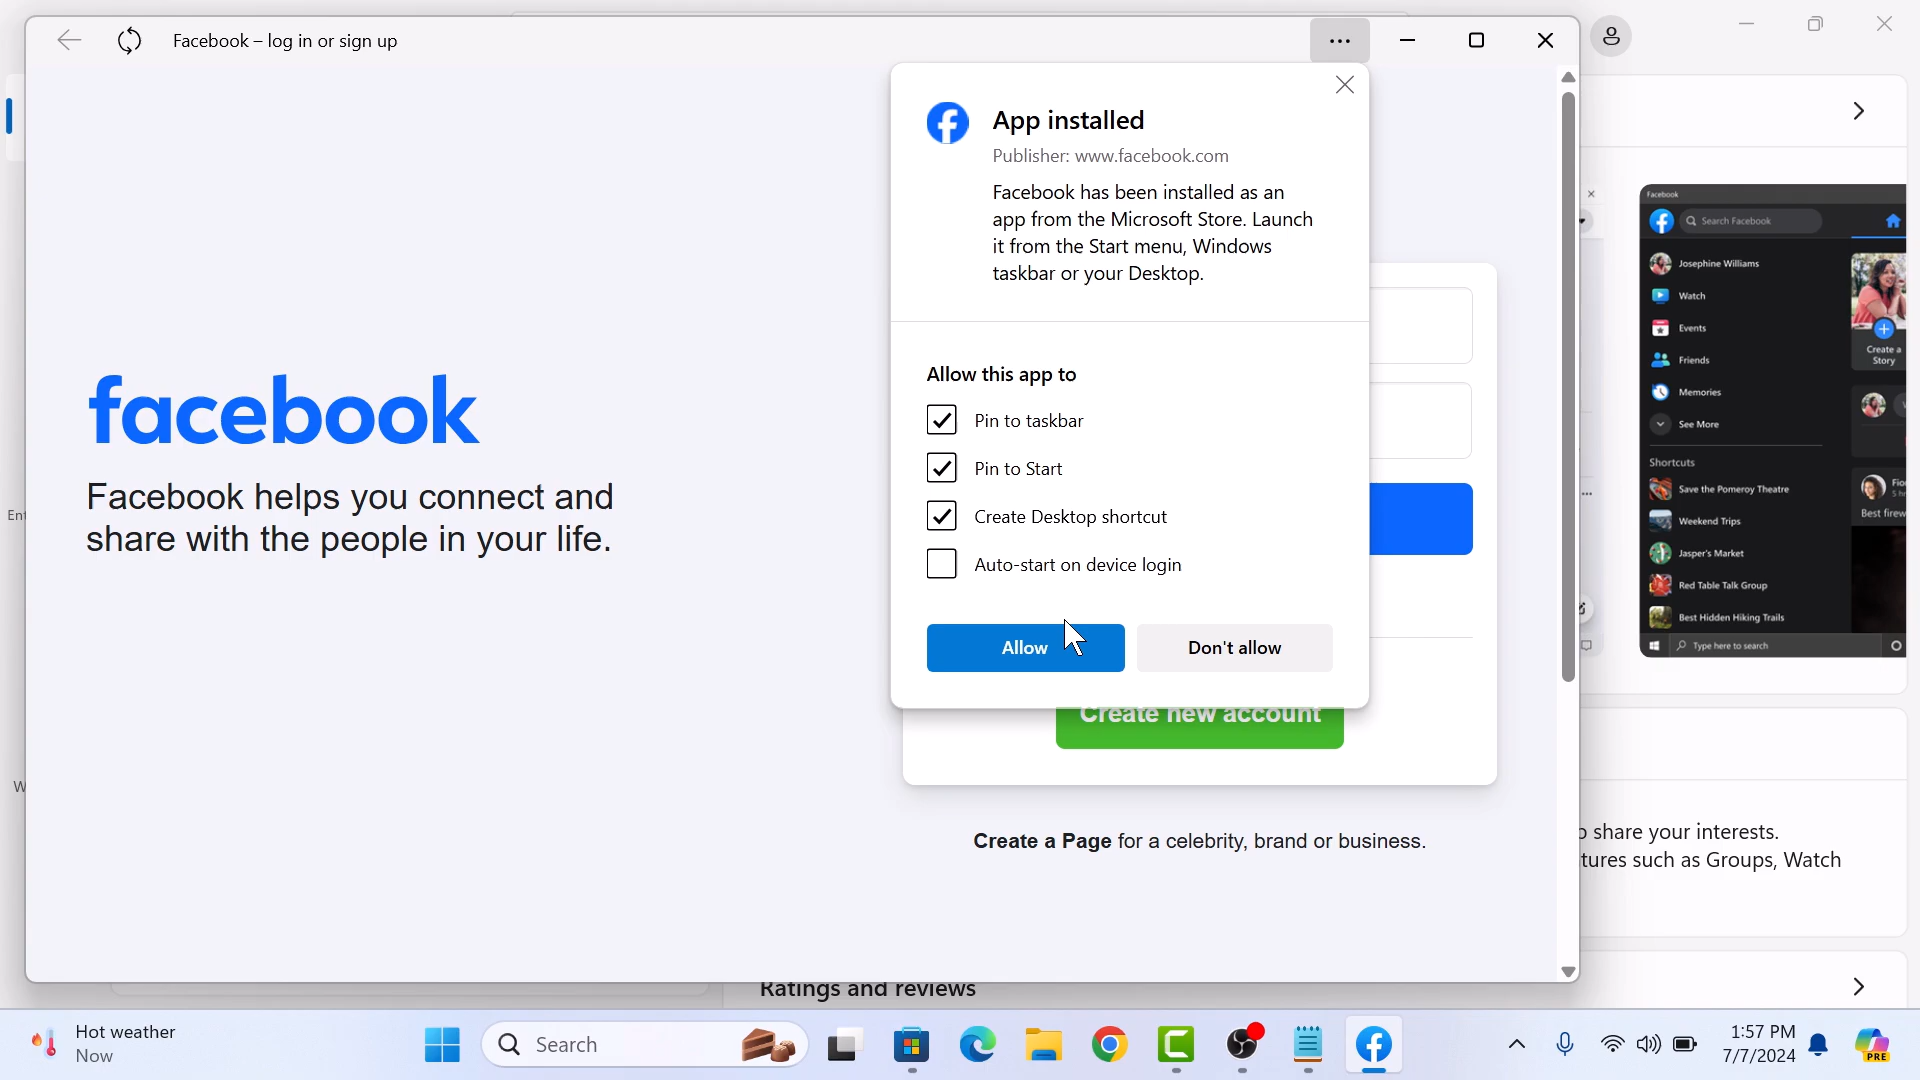 Facebook – log in or sign up
App installed
Publisher: www.facebook.com
Facebook has been installed as an
app from the Microsoft Store. Launch
it from the Start menu, Windows
taskbar or your Desktop.
Allow this app to
Pin to taskbar
Pin to Start
Create Desktop shortcut
Auto-start on device login
Allow
Don't allow
facebook
Facebook helps you connect and
share with the people in your life.
Create new account
Create a Page for a celebrity, brand or business.
Facebook
Search Facebook
Josephine Williams
Watch
Events
Friends
Memories
See More
Shortcuts
Save the Pomeroy Theatre
Weekend Trips
Jasper's Market
Red Table Talk Group
Best Hidden Hiking Trails
Create a
Story
Best
Type here to search
share your interests.
such as Groups, Watch
Ratings and reviews
Hot weather
Now
Search
1:57 PM
7/7/2024
PRE